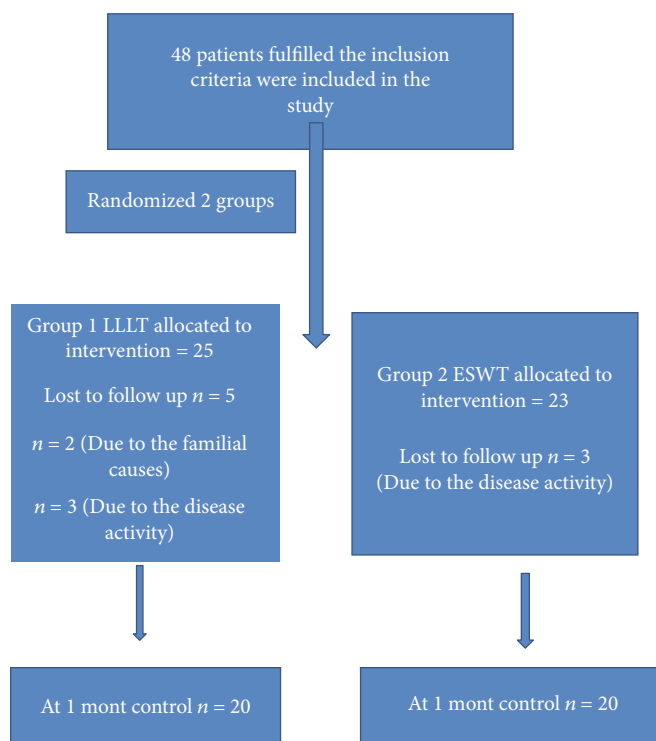 48 patients fulfilled the inclusion
criteria were included in the
study
Randomized 2 groups
Group 1 LLLT allocated to
intervention = 25
Lost to follow up n = 5
n = 2 (Due to the familial
causes)
n = 3 (Due to the disease
activity)
Group 2 ESWT allocated to
intervention = 23
Lost to follow up n = 3
(Due to the disease activity)
At 1 mont control n = 20
At 1 mont control n = 20